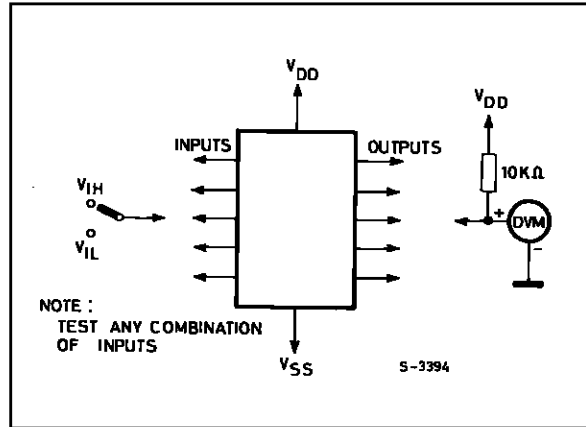 V_DD
INPUTS
OUTPUTS
V_DD
10KΩ
V_IH
V_IL
+
DVM
-
NOTE:
TEST ANY COMBINATION
OF INPUTS
V_SS
S-3394